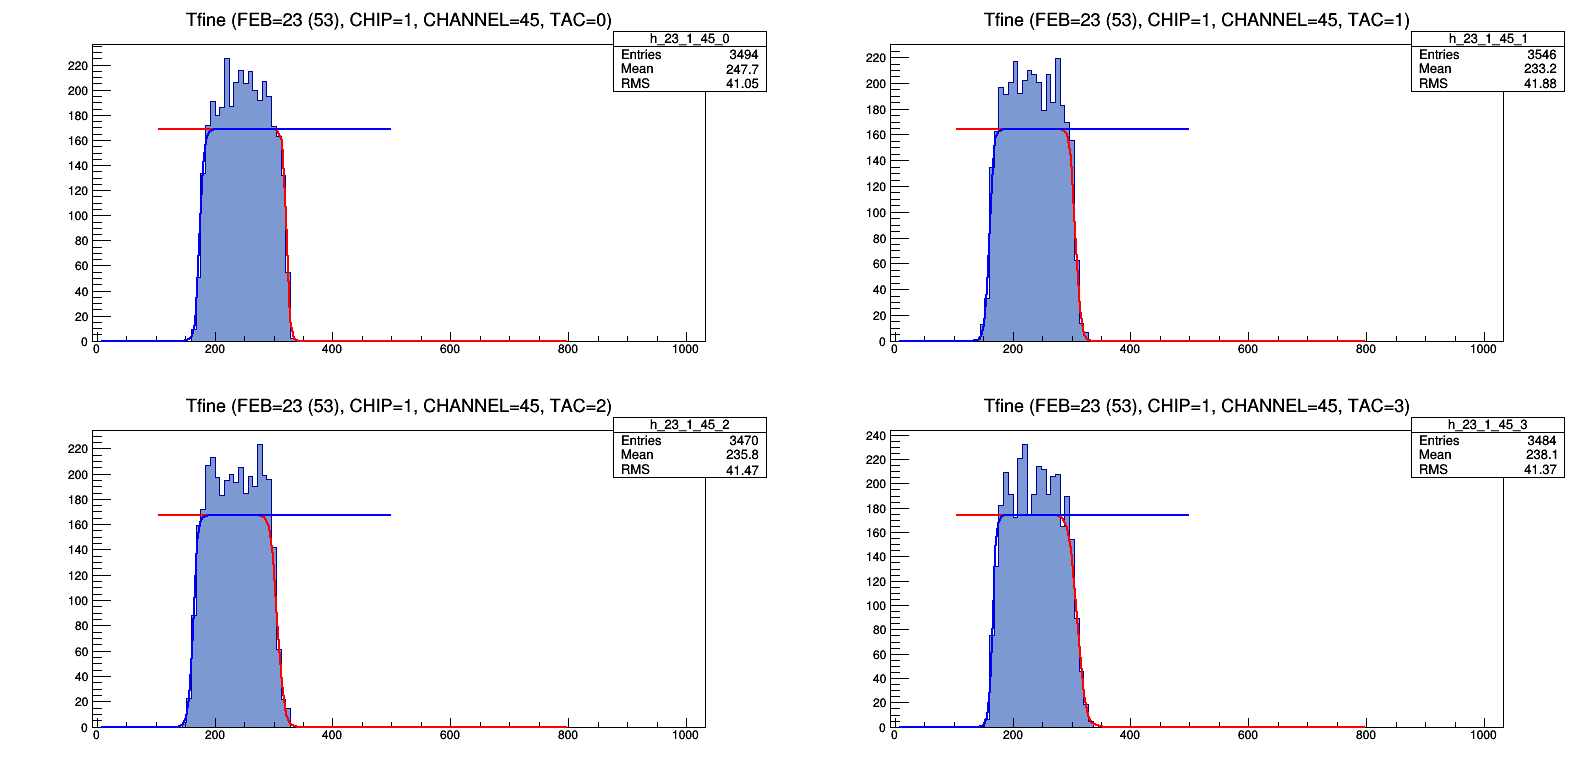 Tfine (FEB=23 (53), CHIP=1, CHANNEL=45, TAC=0)
h_23_1_45_0
Entries 3494
Mean 247.7
RMS 41.05
220
200
180
160
140
120
100
80
60
40
20
0
0 200 400 600 800 1000
Tfine (FEB=23 (53), CHIP=1, CHANNEL=45, TAC=1)
h_23_1_45_1
Entries 3546
Mean 233.2
RMS 41.88
220
200
180
160
140
120
100
80
60
40
20
0
0 200 400 600 800 1000
Tfine (FEB=23 (53), CHIP=1, CHANNEL=45, TAC=2)
h_23_1_45_2
Entries 3470
Mean 235.8
RMS 41.47
220
200
180
160
140
120
100
80
60
40
20
0
0 200 400 600 800 1000
Tfine (FEB=23 (53), CHIP=1, CHANNEL=45, TAC=3)
h_23_1_45_3
Entries 3484
Mean 238.1
RMS 41.37
240
220
200
180
160
140
120
100
80
60
40
20
0
0 200 400 600 800 1000